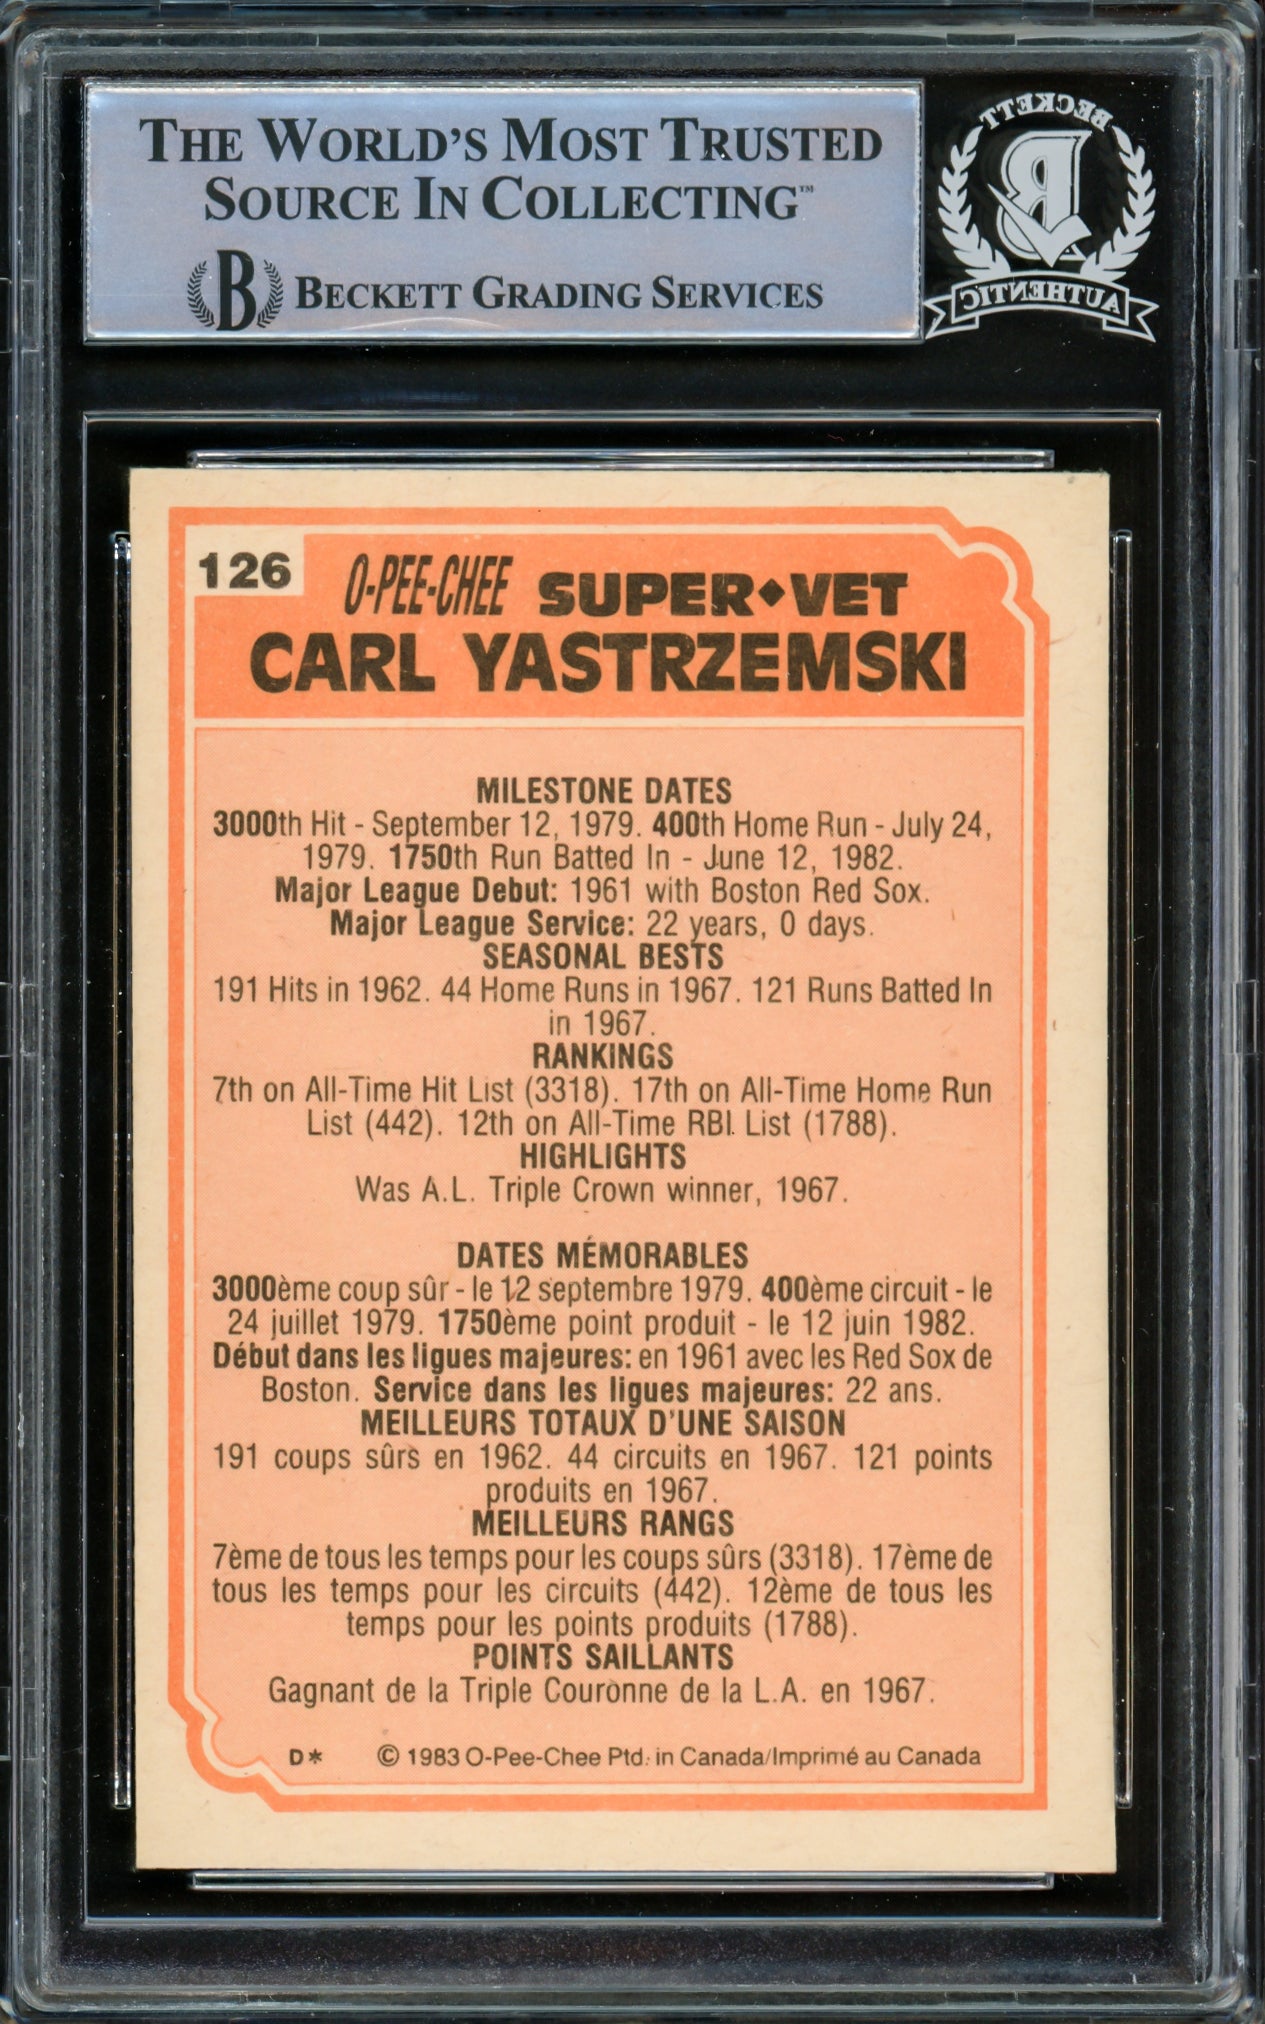 THE WORLD'S MOST TRUSTED
SOURCE IN COLLECTING™
B BECKETT GRADING SERVICES
BECKETT
B
AUTHENTIC
126
O-PEE-CHEE SUPER♦VET
CARL YASTRZEMSKI
MILESTONE DATES
3000th Hit - September 12, 1979. 400th Home Run - July 24,
1979. 1750th Run Batted In - June 12, 1982.
Major League Debut: 1961 with Boston Red Sox.
Major League Service: 22 years, 0 days.
SEASONAL BESTS
191 Hits in 1962. 44 Home Runs in 1967. 121 Runs Batted In
in 1967.
RANKINGS
7th on All-Time Hit List (3318). 17th on All-Time Home Run
List (442). 12th on All-Time RBI List (1788).
HIGHLIGHTS
Was A.L. Triple Crown winner, 1967.
DATES MÉMORABLES
3000ème coup sûr - le 12 septembre 1979. 400ème circuit - le
24 juillet 1979. 1750ème point produit - le 12 juin 1982.
Début dans les ligues majeures: en 1961 avec les Red Sox de
Boston. Service dans les ligues majeures: 22 ans.
MEILLEURS TOTAUX D'UNE SAISON
191 coups sûrs en 1962. 44 circuits en 1967. 121 points
produits en 1967.
MEILLEURS RANGS
7ème de tous les temps pour les coups sûrs (3318). 17ème de
tous les temps pour les circuits (442). 12ème de tous les
temps pour les points produits (1788).
POINTS SAILLANTS
Gagnant de la Triple Couronne de la L.A. en 1967.
D* © 1983 O-Pee-Chee Ptd. in Canada/Imprimé au Canada